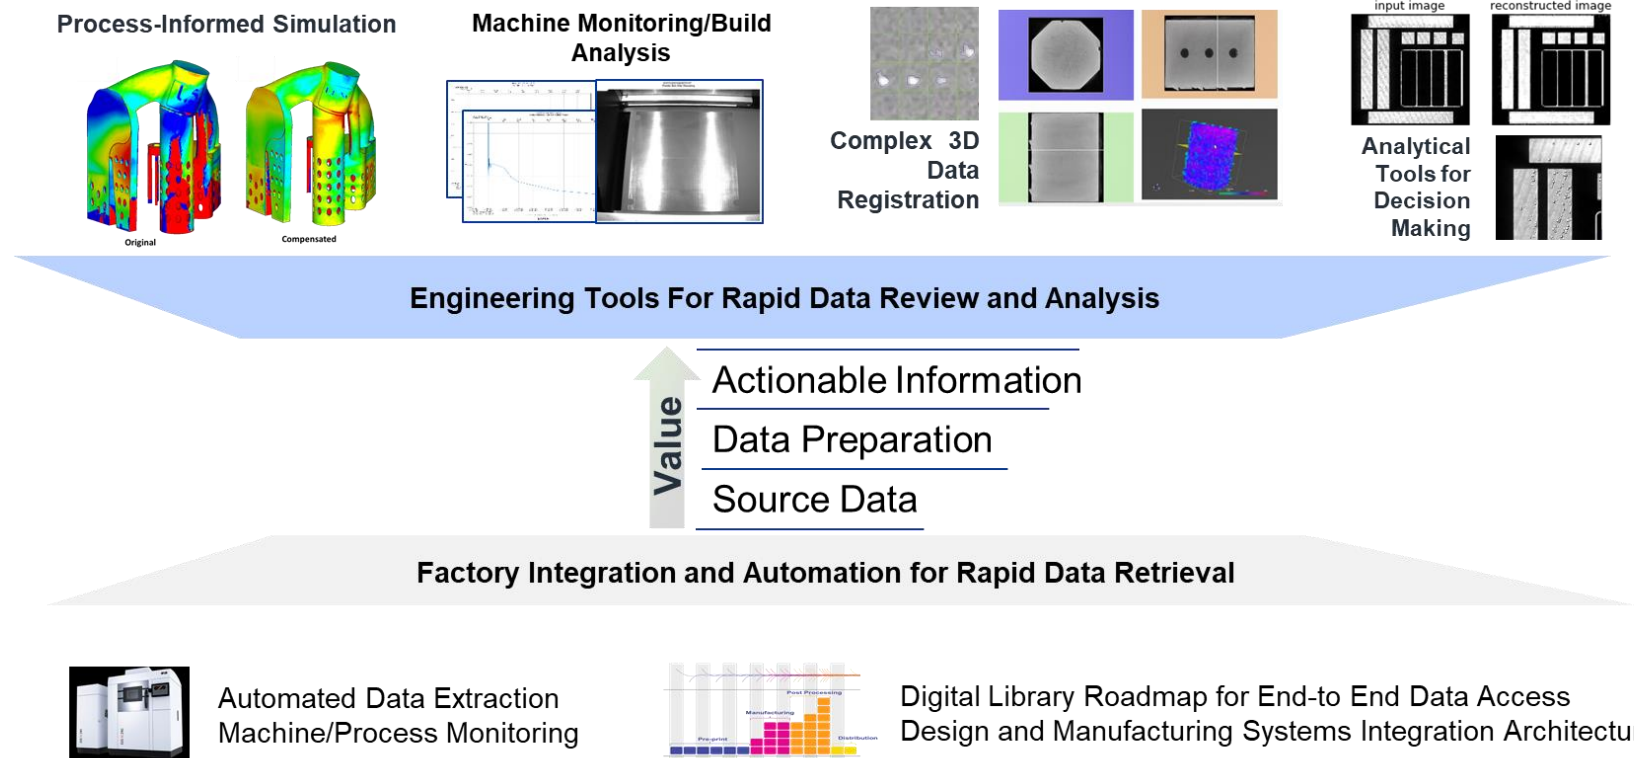 Process-Informed Simulation
Original
Compensated
Machine Monitoring/Build
Analysis
Complex 3D
Data
Registration
input image
reconstructed image
Analytical
Tools for
Decision
Making
Engineering Tools For Rapid Data Review and Analysis
Value
Actionable Information
Data Preparation
Source Data
Factory Integration and Automation for Rapid Data Retrieval
Automated Data Extraction
Machine/Process Monitoring
Post Processing
Manufacturing
Pre-print
Distribution
Digital Library Roadmap for End-to End Data Access
Design and Manufacturing Systems Integration Architectu